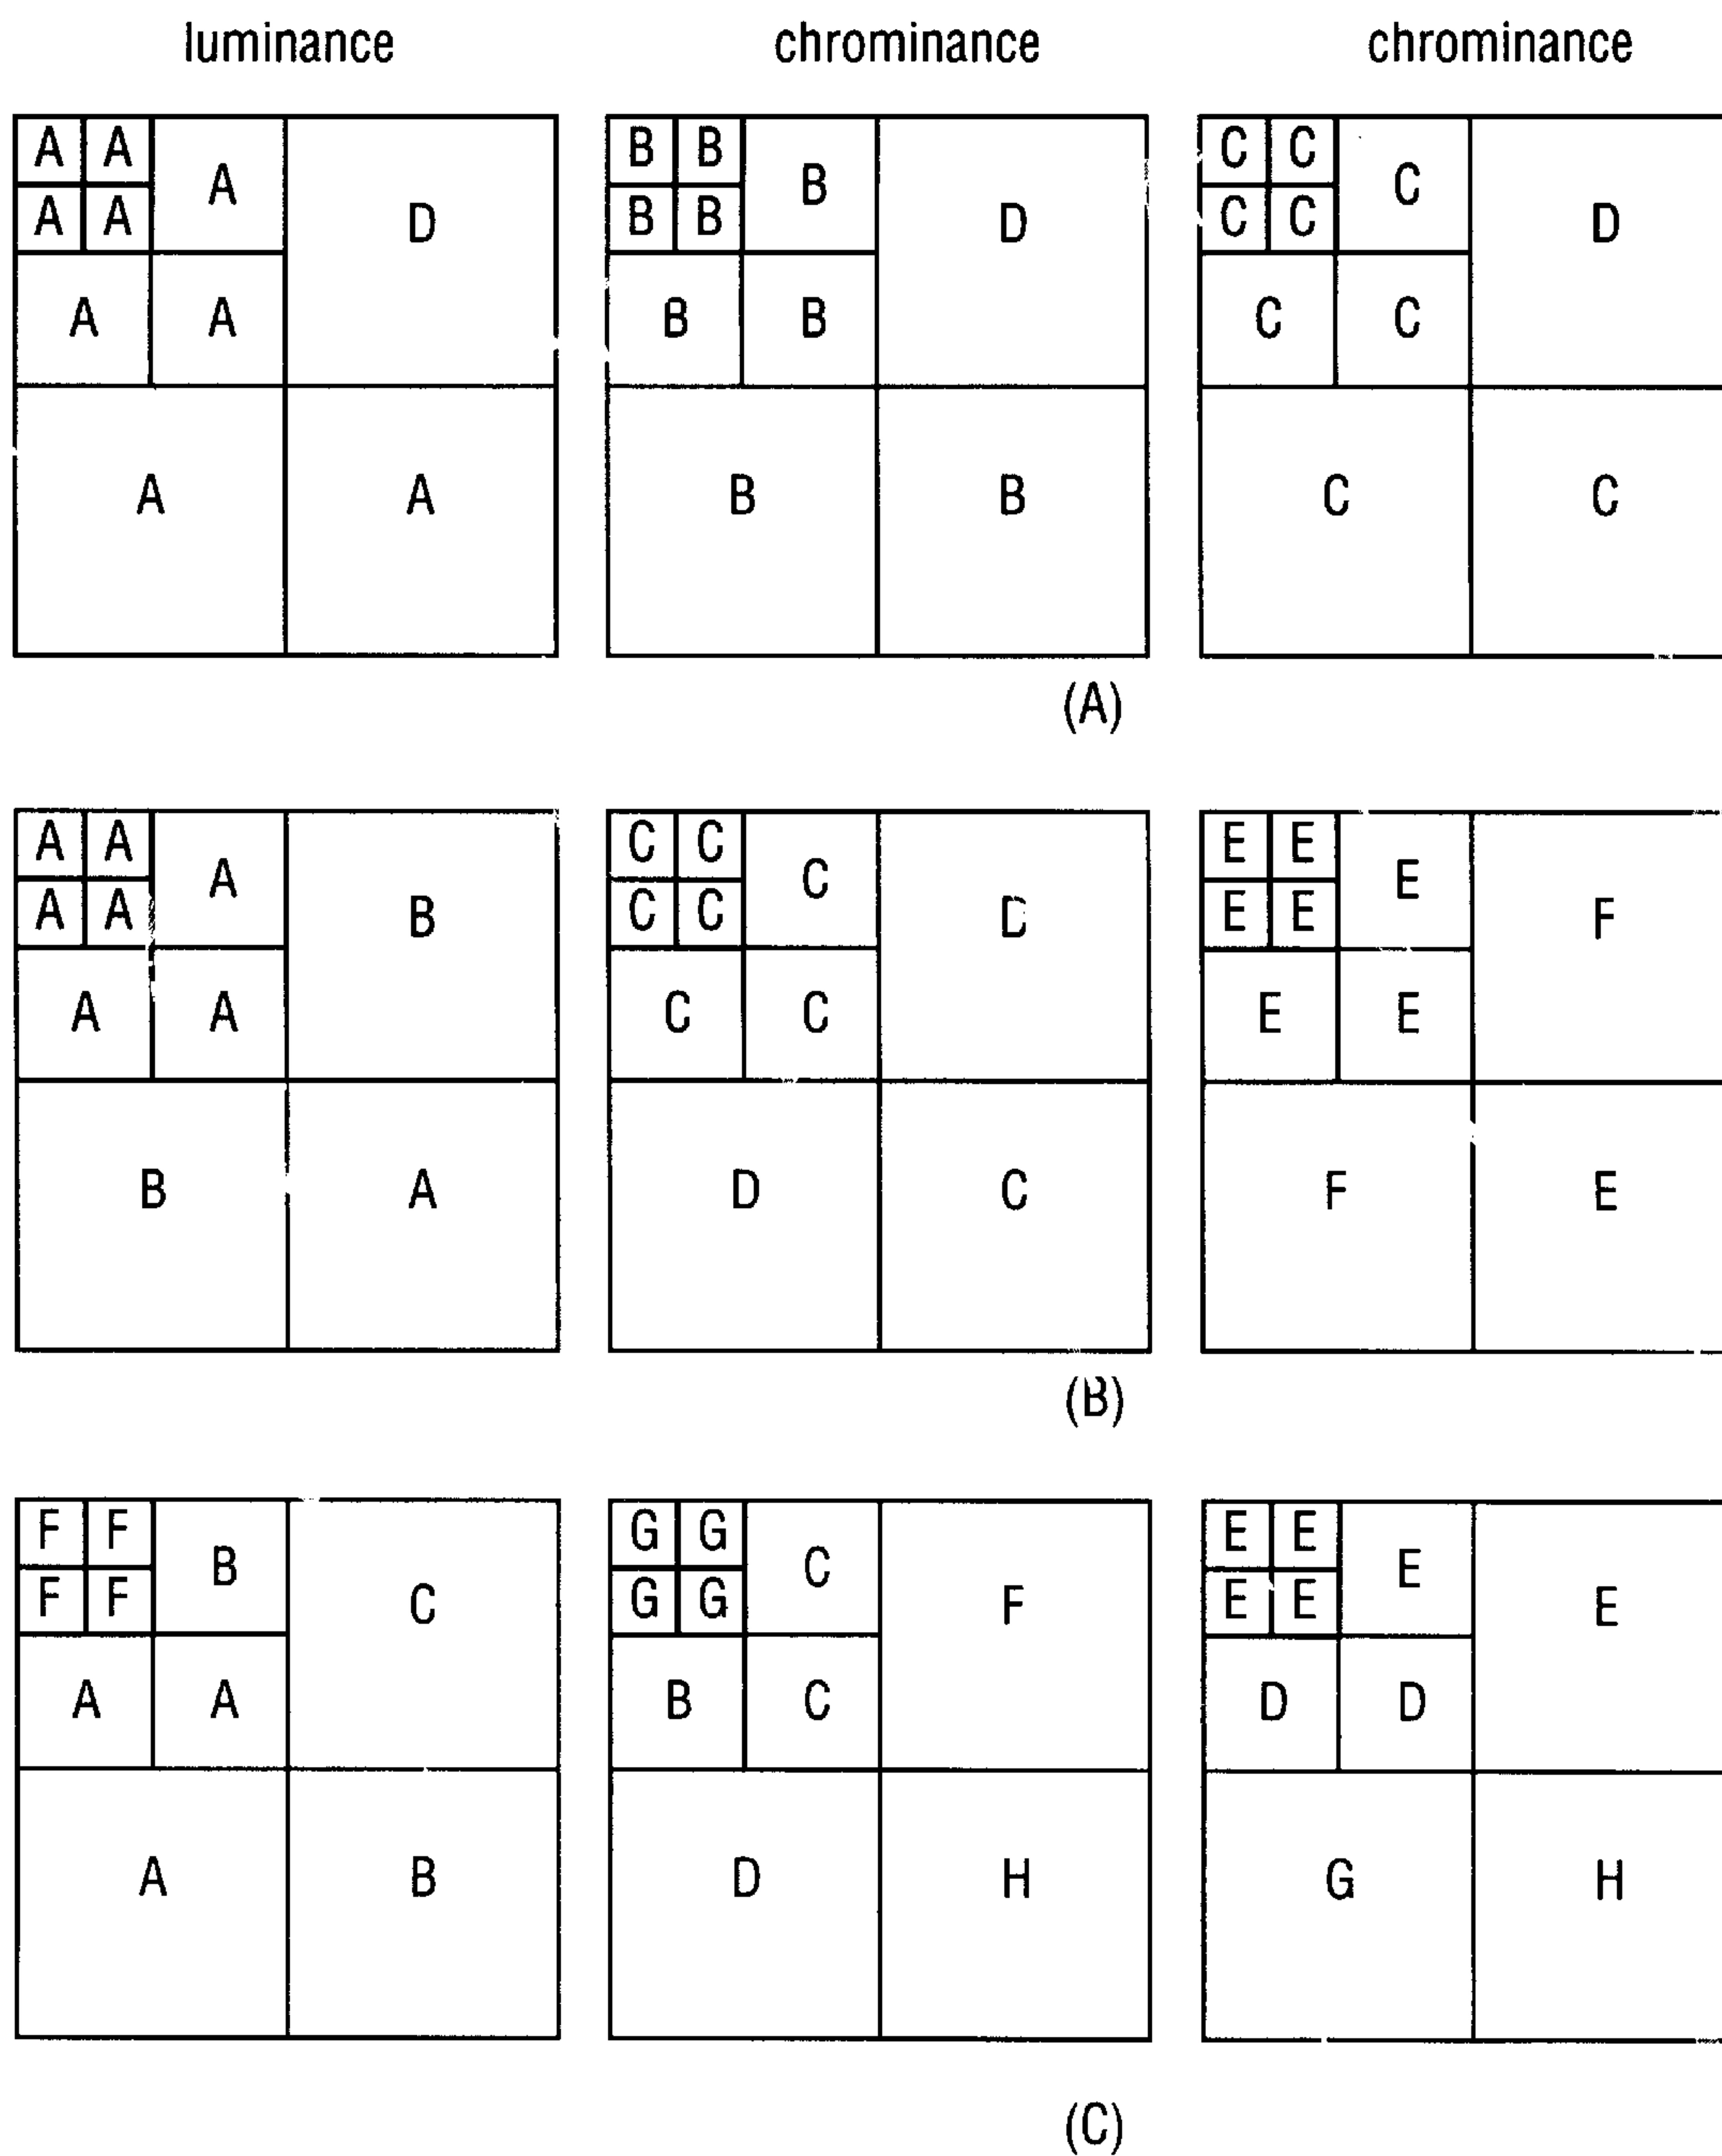 luminance chrominance chrominance
A A A D B B B D C C C D
A A B B C C
A A B B C C
A A B B C C
(A)
A A A B C C C D E E E F
A A C C E E
A A C C E E
B A D C F E
(B)
F F B C G G C F E E E E
F F G G E E
A A B C D D
A B D H G H
(C)